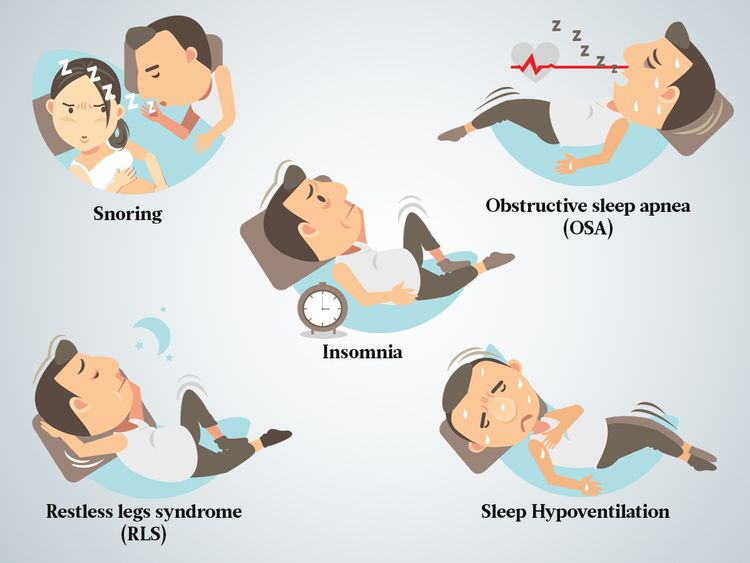 Z
Z
Z
Z
Z
Z
Z
Z
Z
Z
Snoring
Obstructive sleep apnea
(OSA)
Insomnia
Restless legs syndrome
(RLS)
Sleep Hypoventilation